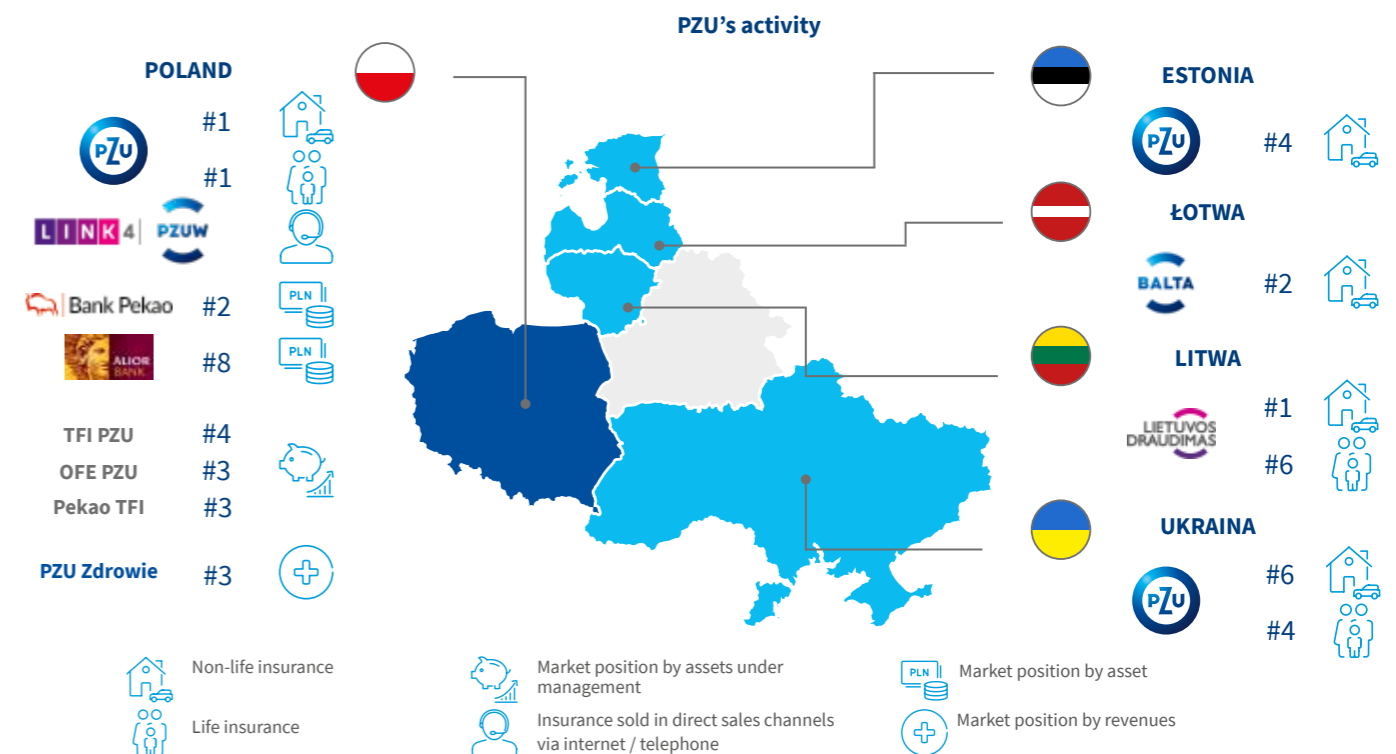 PZU's activity
POLAND
PZU
#1
#1
LINK4
PZUW
Bank Pekao
#2
PLN
ALIOR
BANK
#8
PLN
TFI PZU
#4
OFE PZU
#3
Pekao TFI
#3
PZU Zdrowie
#3
ESTONIA
PZU
#4
ŁOTWA
BALTA
#2
LITWA
LIETUVOS
DRAUDIMAS
#1
#6
UKRAINA
PZU
#6
#4
Non-life insurance
Life insurance
Market position by assets under
management
Insurance sold in direct sales channels
via internet / telephone
PLN
Market position by asset
Market position by revenues